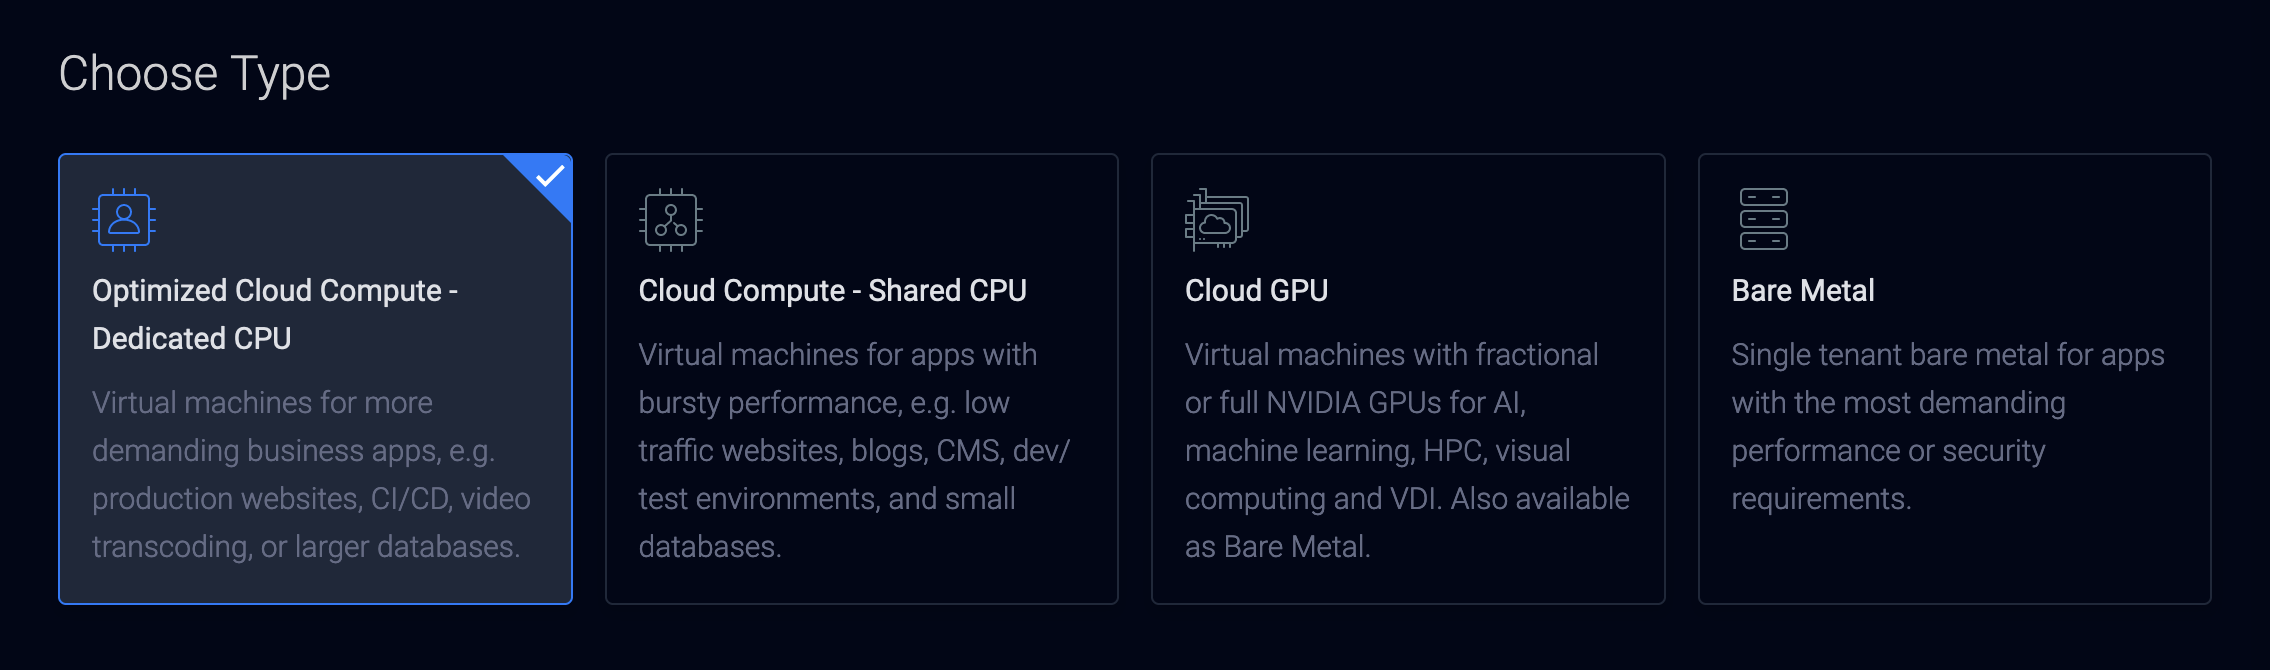 Choose Type
Optimized Cloud Compute -
Dedicated CPU
Virtual machines for more
demanding business apps, e.g.
production websites, CI/CD, video
transcoding, or larger databases.
Cloud Compute - Shared CPU
Virtual machines for apps with
bursty performance, e.g. low
traffic websites, blogs, CMS, dev/
test environments, and small
databases.
Cloud GPU
Virtual machines with fractional
or full NVIDIA GPUs for AI,
machine learning, HPC, visual
computing and VDI. Also available
as Bare Metal.
Bare Metal
Single tenant bare metal for apps
with the most demanding
performance or security
requirements.